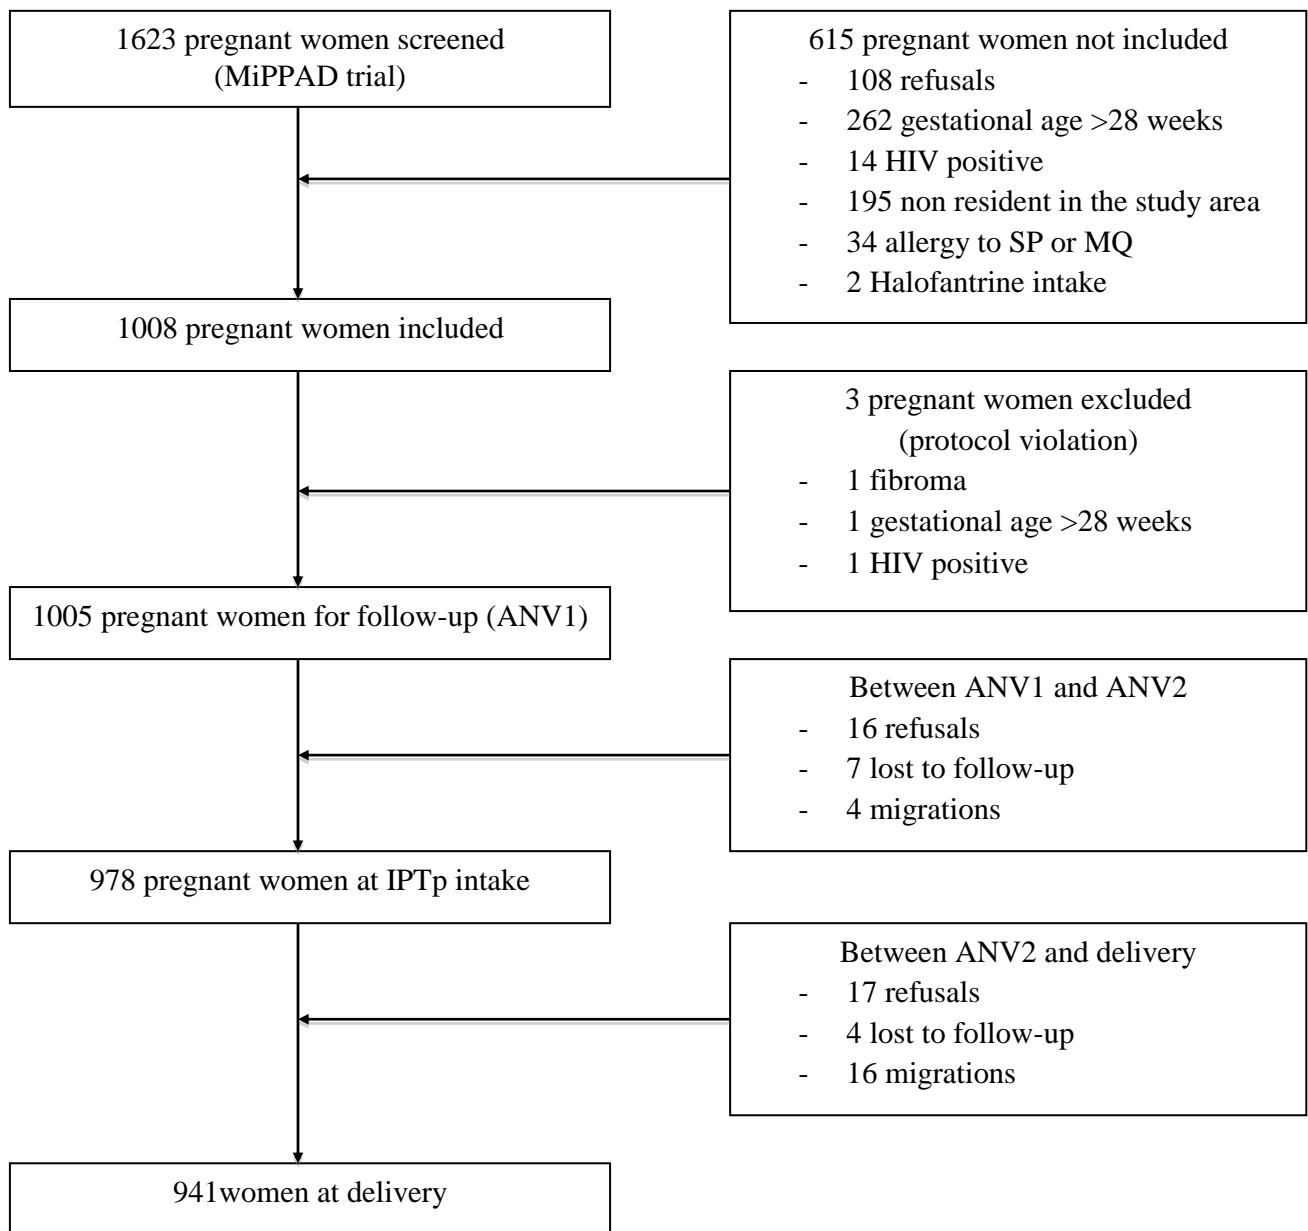 1623 pregnant women screened
(MiPPAD trial)
615 pregnant women not included
- 108 refusals
- 262 gestational age >28 weeks
- 14 HIV positive
- 195 non resident in the study area
- 34 allergy to SP or MQ
- 2 Halofantrine intake
1008 pregnant women included
3 pregnant women excluded
(protocol violation)
- 1 fibroma
- 1 gestational age >28 weeks
- 1 HIV positive
1005 pregnant women for follow-up (ANV1)
Between ANV1 and ANV2
- 16 refusals
- 7 lost to follow-up
- 4 migrations
978 pregnant women at IPTp intake
Between ANV2 and delivery
- 17 refusals
- 4 lost to follow-up
- 16 migrations
941women at delivery